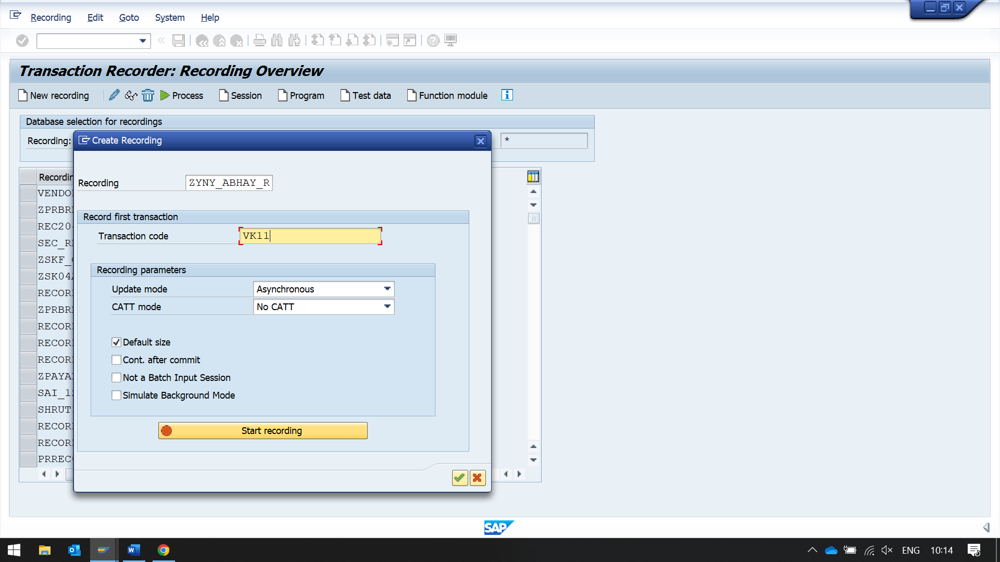 Recording Edit Goto System Help
Transaction Recorder: Recording Overview
New recording Process Session Program Test data Function module
Database selection for recordings
Recording: *
Create Recording
Recording ZYNY_ABHAY_R
Record first transaction
Transaction code VK11
Recording parameters
Update mode Asynchronous
CATT mode No CATT
Default size
Cont. after commit
Not a Batch Input Session
Simulate Background Mode
Start recording
Recordin
VENDO
ZPRBR
REC20
SEC_R
ZSKF_
ZSK04
RECOR
ZPRBR
RECOR
RECOR
RECOR
ZPAYA
SAI_1
SHRUT
RECOR
RECOR
PRREC
SAP
ENG 10:14